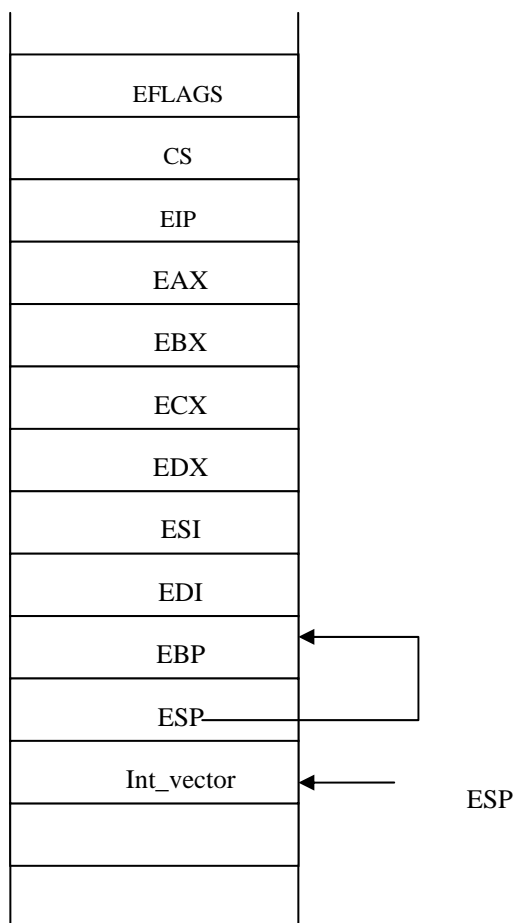 EFLAGS
CS
EIP
EAX
EBX
ECX
EDX
ESI
EDI
EBP
ESP
Int_vector
ESP